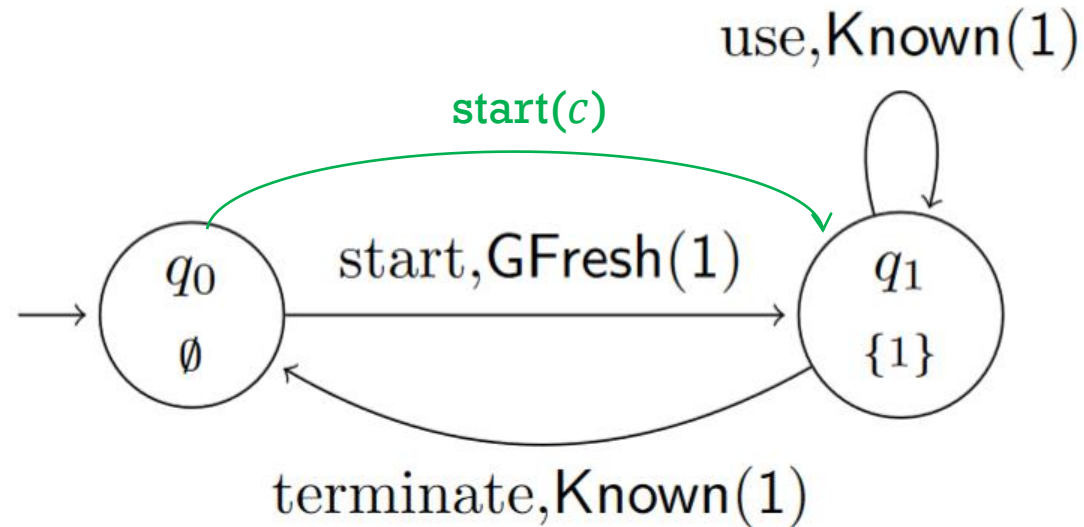 use,Known(1)
start(c)
start,GFresh(1)
q0
∅
q1
{1}
terminate,Known(1)